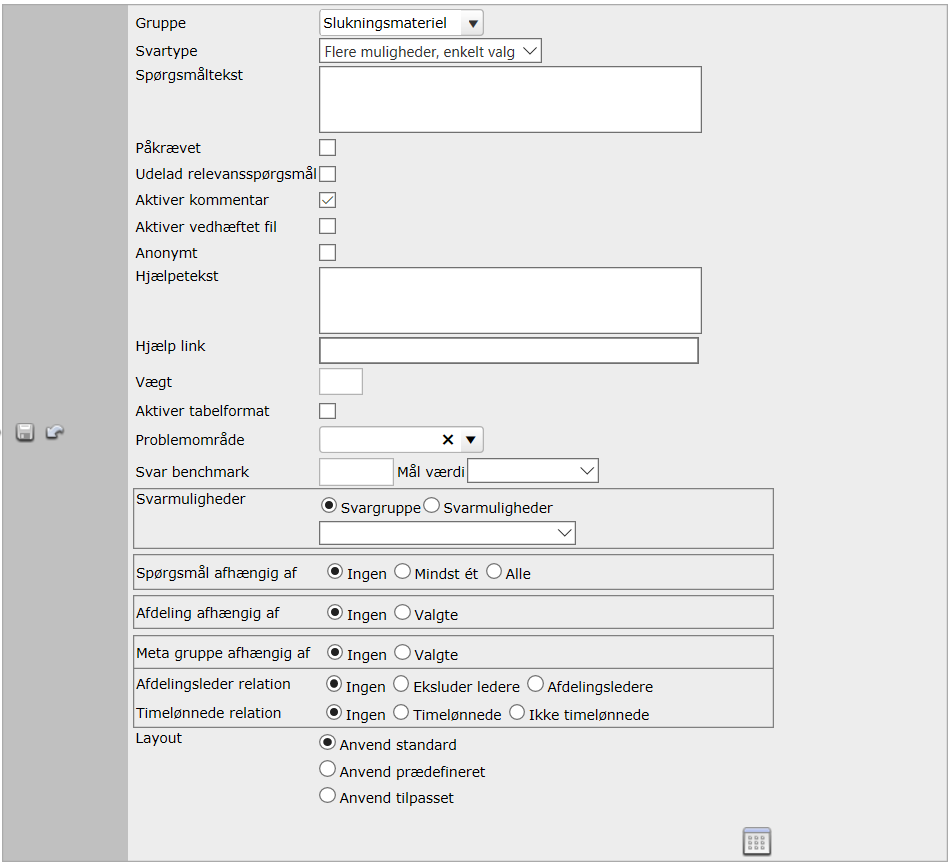 Gruppe Slukningsmateriel
Svartype Flere muligheder, enkelt valg
Spørgsmåltekst
Påkrævet
Udelad relevansspørgsmål
Aktiver kommentar
Aktiver vedhæftet fil
Anonymt
Hjælpetekst
Hjælp link
Vægt
Aktiver tabelformat
Problemområde
Svar benchmark Mål værdi
Svarmuligheder Svargruppe Svarmuligheder
Spørgsmål afhængig af Ingen Mindst ét Alle
Afdeling afhængig af Ingen Valgte
Meta gruppe afhængig af Ingen Valgte
Afdelingsleder relation Ingen Eksluder ledere Afdelingsledere
Timelønnede relation Ingen Timelønnede Ikke timelønnede
Layout Anvend standard
Anvend prædefineret
Anvend tilpasset